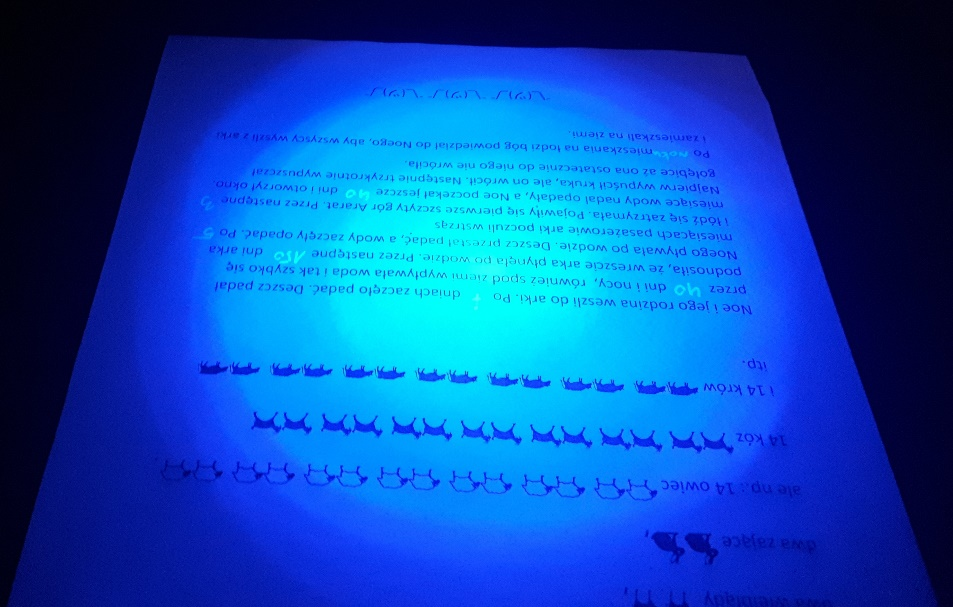 dwa wielbłądy ,
dwa zające ,
ale np.: 14 owiec
14 kóz
i 14 krów
itp.
Noe i jego rodzina weszli do arki. Po dniach zaczęło padać. Deszcz padał
przez 40 dni i nocy, również spod ziemi wypływała woda i tak szybko się
podnosiła, że wreszcie arka płynęła po wodzie. Przez następne 150 dni arka
Noego pływała po wodzie. Deszcz przestał padać, a wody zaczęły opadać. Po 5
miesiącach pasażerowie arki poczuli wstrząs
i łódź się zatrzymała. Pojawiły się pierwsze szczyty gór Ararat. Przez następne 3
miesiące wody nadal opadały, a Noe poczekał jeszcze 40 dni i otworzył okno.
Najpierw wypuścił kruka, ale on wrócił. Następnie trzykrotnie wypuszczał
gołębice aż ona ostatecznie do niego nie wróciła.
Po roku mieszkania na łodzi bóg powiedział do Noego, aby wszyscy wyszli z arki
i zamieszkali na ziemi.